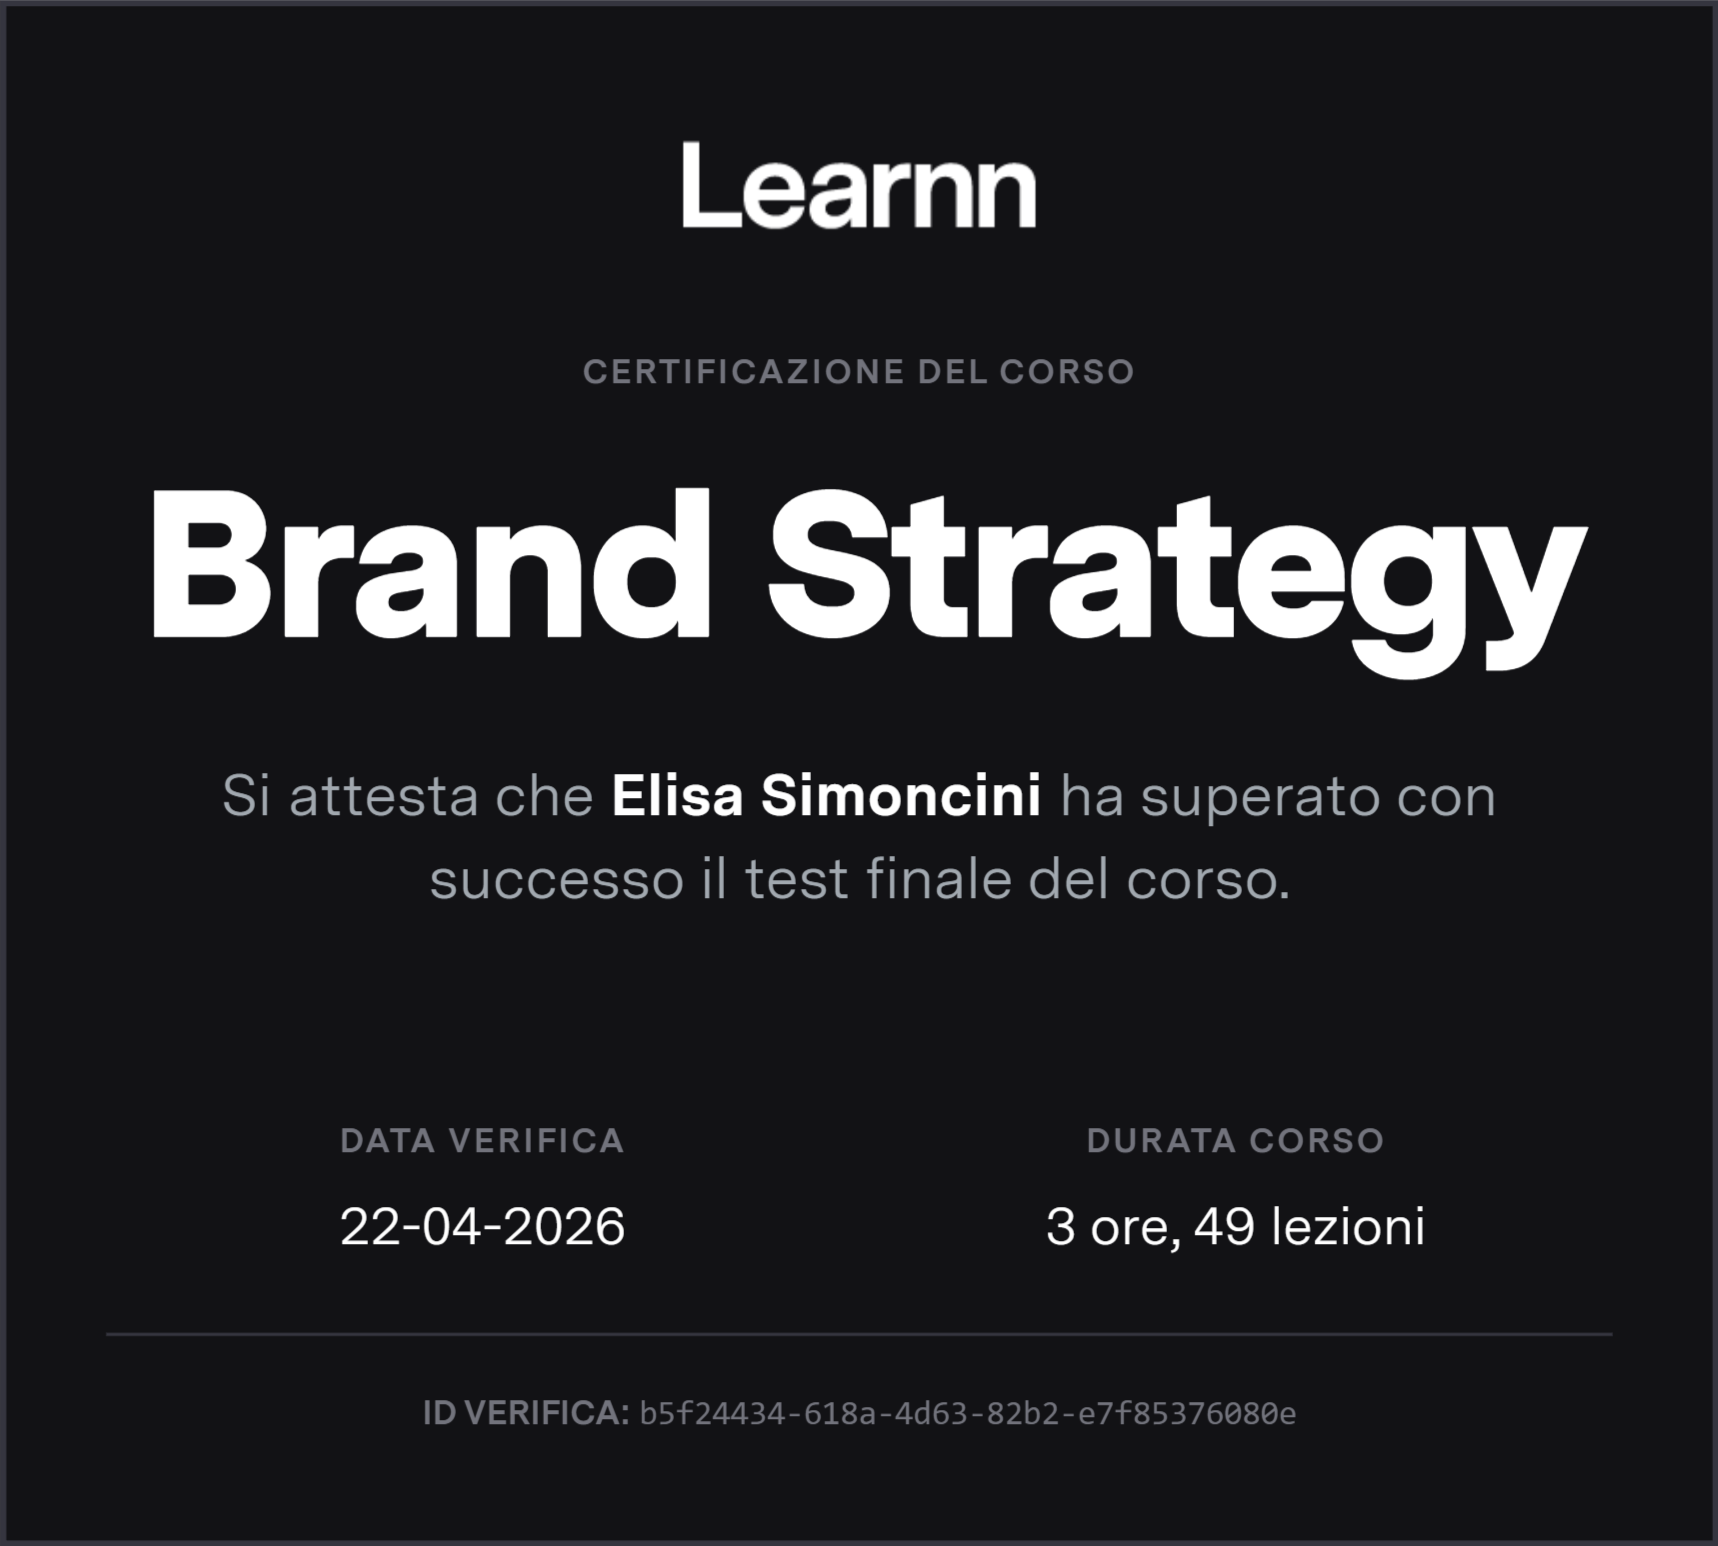 Learnn
CERTIFICAZIONE DEL CORSO
Brand Strategy
Si attesta che Elisa Simoncini ha superato con
successo il test finale del corso.
DATA VERIFICA
22-04-2026
DURATA CORSO
3 ore, 49 lezioni
ID VERIFICA: b5f24434-618a-4d63-82b2-e7f85376080e